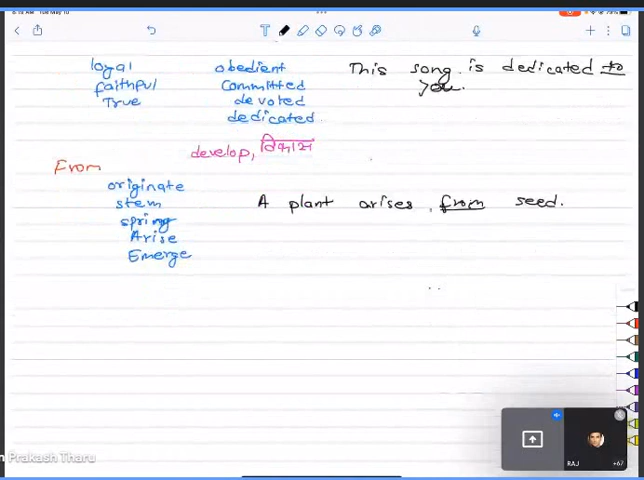 loyal obedient This song is dedicated to
faithful Committed you.
True devoted
dedicated
develop, विकास
From
originate
stem A plant arises from seed.
spring
Arise
Emerge
Prakash Tharu
RAJ +67